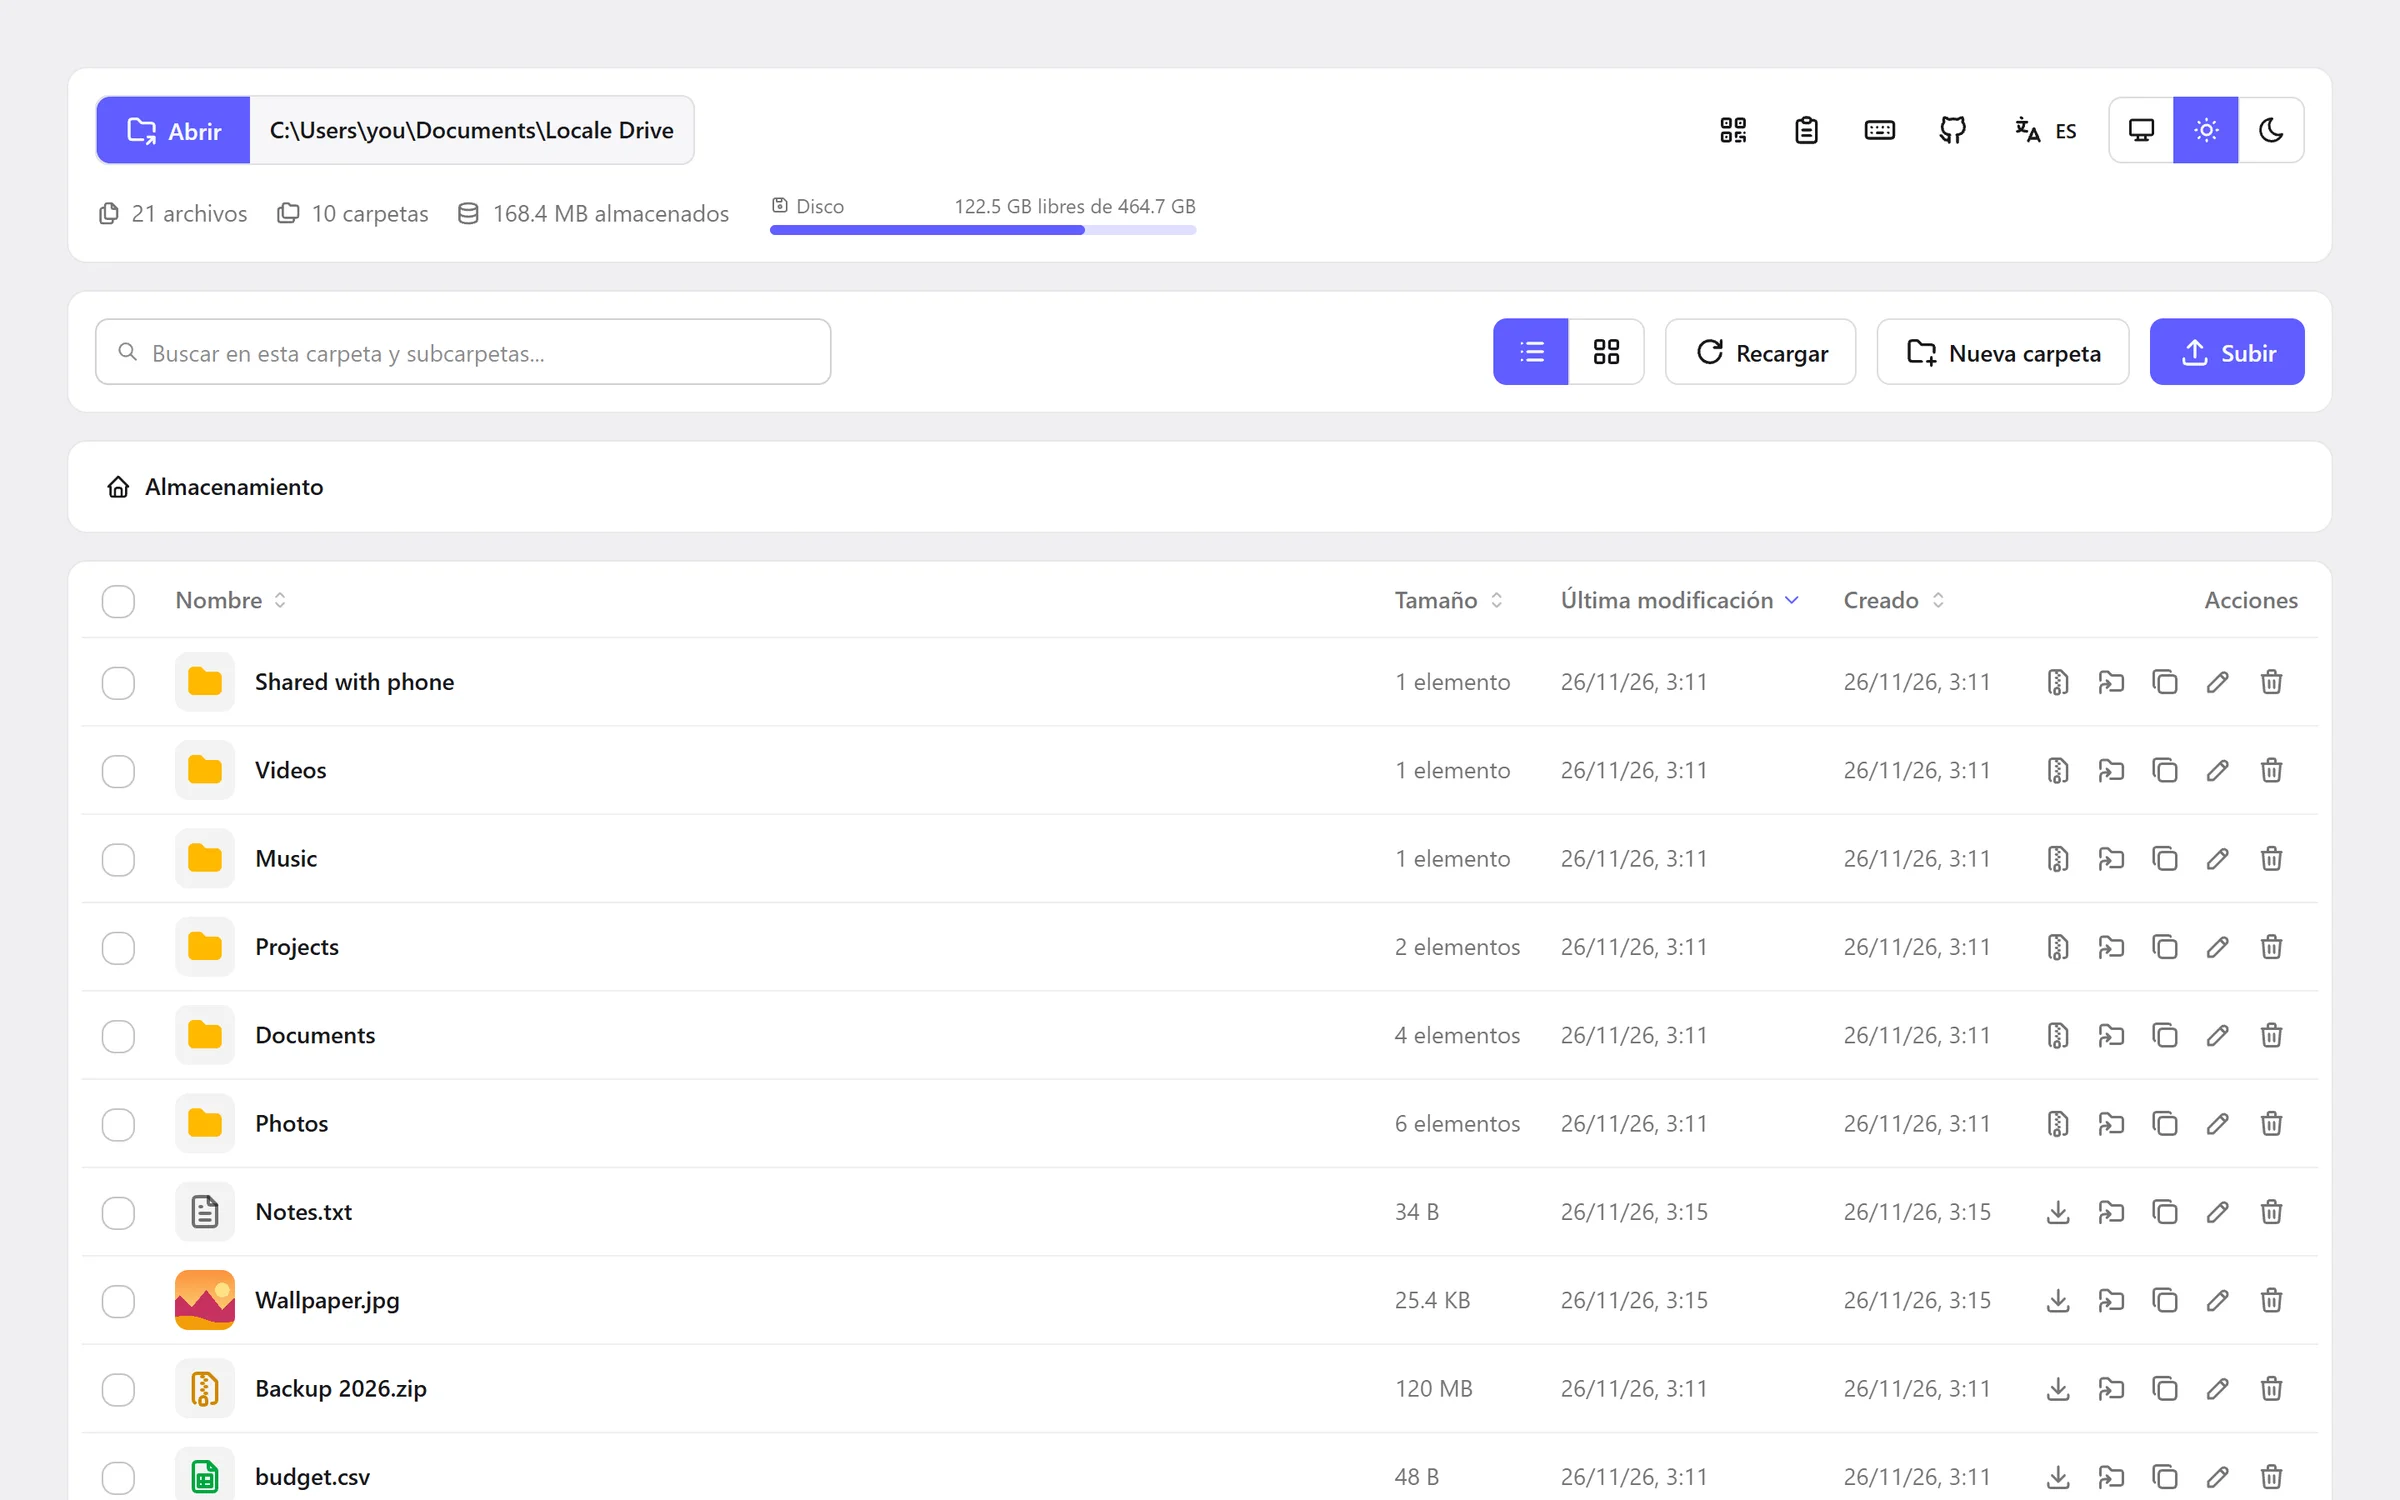 Abrir C:\Users\you\Documents\Locale Drive ES
21 archivos 10 carpetas 168.4 MB almacenados Disco 122.5 GB libres de 464.7 GB
Buscar en esta carpeta y subcarpetas... Recargar Nueva carpeta Subir
Almacenamiento
Nombre Tamaño Última modificación Creado Acciones
Shared with phone 1 elemento 26/11/26, 3:11 26/11/26, 3:11
Videos 1 elemento 26/11/26, 3:11 26/11/26, 3:11
Music 1 elemento 26/11/26, 3:11 26/11/26, 3:11
Projects 2 elementos 26/11/26, 3:11 26/11/26, 3:11
Documents 4 elementos 26/11/26, 3:11 26/11/26, 3:11
Photos 6 elementos 26/11/26, 3:11 26/11/26, 3:11
Notes.txt 34 B 26/11/26, 3:15 26/11/26, 3:15
Wallpaper.jpg 25.4 KB 26/11/26, 3:15 26/11/26, 3:15
Backup 2026.zip 120 MB 26/11/26, 3:11 26/11/26, 3:11
budget.csv 48 B 26/11/26, 3:11 26/11/26, 3:11